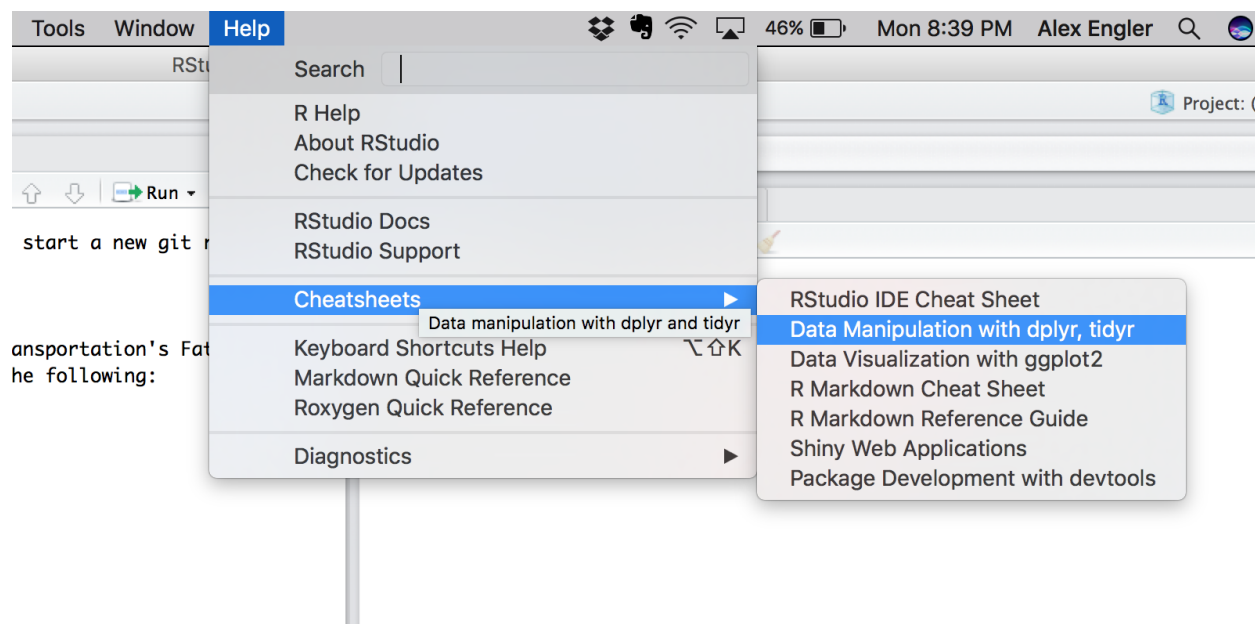 Tools Window Help 46% Mon 8:39 PM Alex Engler
Search
Project: (
R Help
About RStudio
Check for Updates
Run
RStudio Docs
start a new git
RStudio Support
Cheatsheets
RStudio IDE Cheat Sheet
Data manipulation with dplyr and tidyr
Data Manipulation with dplyr, tidyr
Keyboard Shortcuts Help ⌥⇧K
Data Visualization with ggplot2
ansportation's Fat
he following:
Markdown Quick Reference
R Markdown Cheat Sheet
Roxygen Quick Reference
R Markdown Reference Guide
Shiny Web Applications
Diagnostics
Package Development with devtools